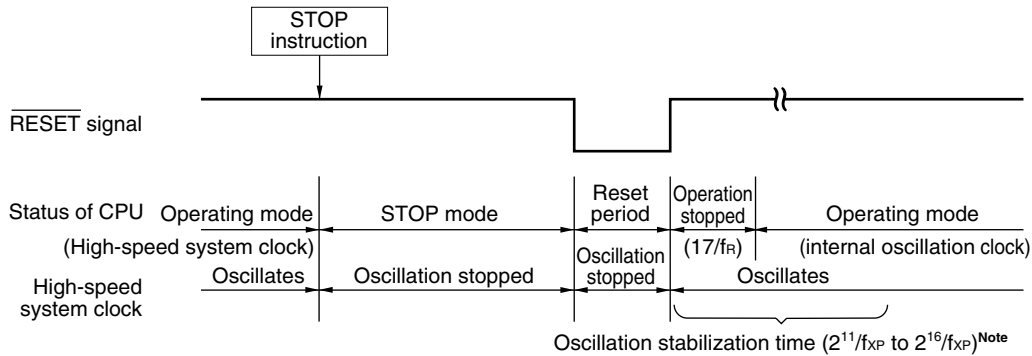 STOP
instruction
RESET signal
Status of CPU
Operating mode
(High-speed system clock)
STOP mode
Reset
period
Operation
stopped
(17/fR)
Operating mode
(internal oscillation clock)
High-speed
system clock
Oscillates
Oscillation stopped
Oscillation
stopped
Oscillates
Oscillation stabilization time (2^11/fXP to 2^16/fXP)Note